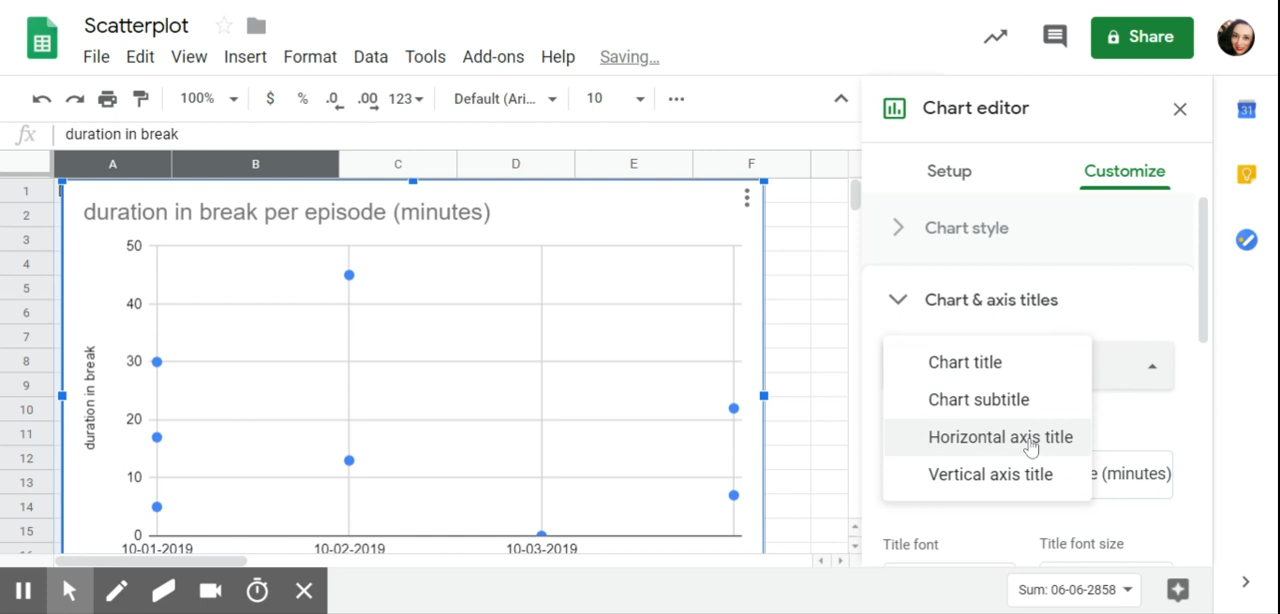 Scatterplot
Share
File Edit View Insert Format Data Tools Add-ons Help Saving...
100% $ % .0 .00 123 Default (Ari... 10
Chart editor
fx duration in break
Setup Customize
31
A B C D E F
1
2
3
4
5
6
7
8
9
10
11
12
13
14
15
duration in break per episode (minutes)
50
40
30
20
10
0
duration in break
10-01-2019 10-02-2019 10-03-2019
Chart style
Chart & axis titles
Chart title
Chart subtitle
Horizontal axis title
Vertical axis title
e (minutes)
Title font Title font size
Sum: 06-06-2858